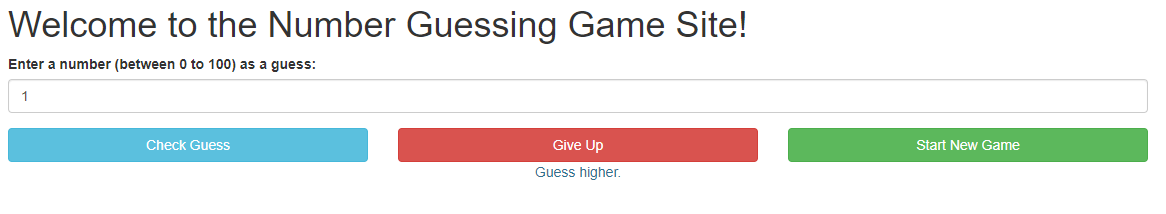 Welcome to the Number Guessing Game Site!
Enter a number (between 0 to 100) as a guess:
1
Check Guess Give Up Start New Game
Guess higher.